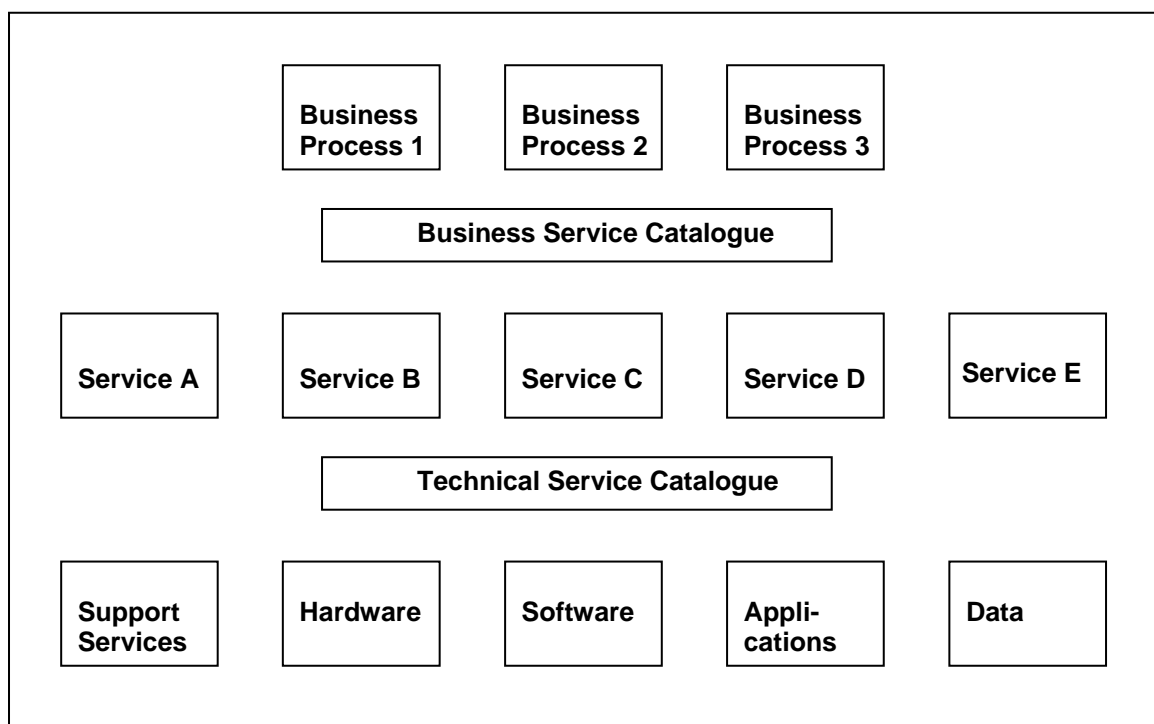 Business
Process 1
Business
Process 2
Business
Process 3
Business Service Catalogue
Service A
Service B
Service C
Service D
Service E
Technical Service Catalogue
Support
Services
Hardware
Software
Appli-
cations
Data